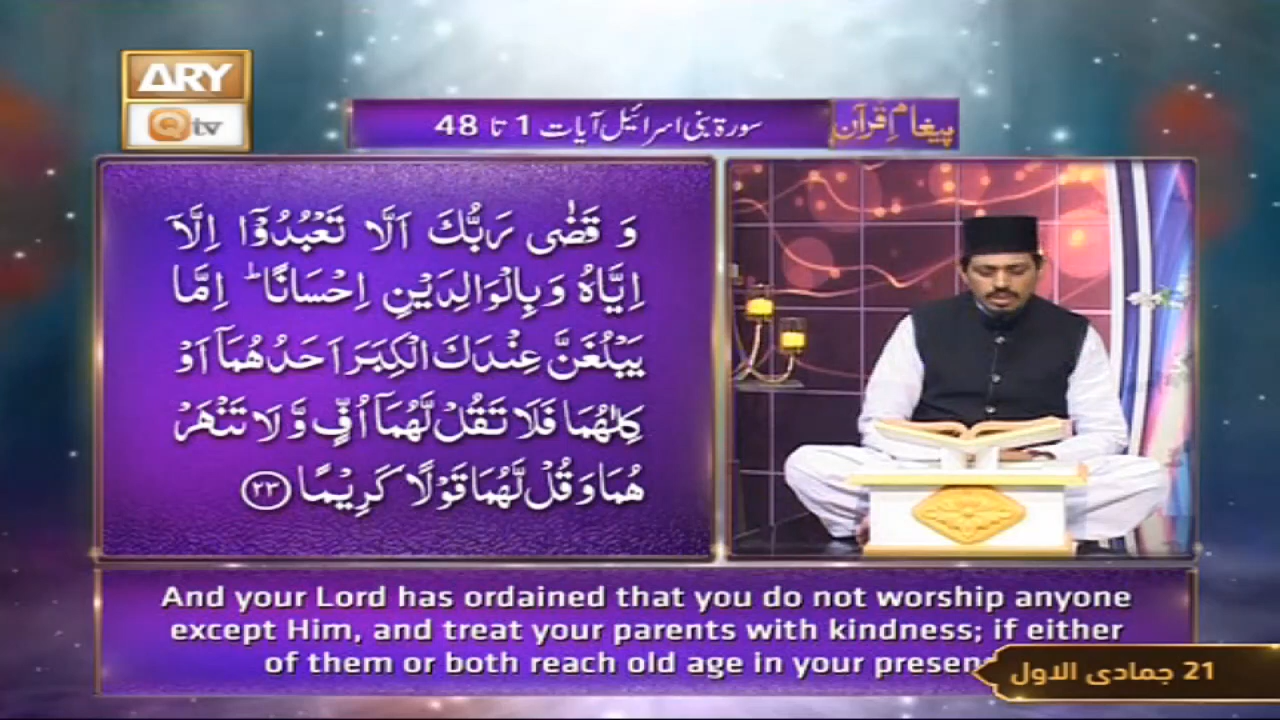 ARY
Qtv
سورۃ بنی اسرائیل آیات 1 تا 48
پیغام قرآن
وَ قَضٰی رَبُّكَ اَلَّا تَعْبُدُوْۤا اِلَّاۤ
اِیَّاهُ وَ بِالْوَالِدَیْنِ اِحْسَانًاؕ اِمَّا
یَبْلُغَنَّ عِنْدَكَ الْكِبَرَ اَحَدُهُمَاۤ اَوْ
كِلٰهُمَا فَلَا تَقُلْ لَّهُمَاۤ اُفٍّ وَّ لَا تَنْهَرْ
هُمَا وَ قُلْ لَّهُمَا قَوْلًا كَرِیْمًا ۲۳
And your Lord has ordained that you do not worship anyone
except Him, and treat your parents with kindness; if either
of them or both reach old age in your presen
21 جمادی الاول